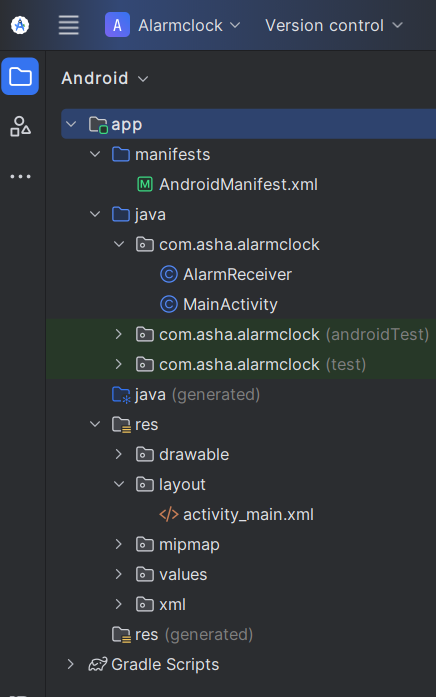 A Alarmclock Version control
Android
app
manifests
M AndroidManifest.xml
java
com.asha.alarmclock
C AlarmReceiver
C MainActivity
com.asha.alarmclock (androidTest)
com.asha.alarmclock (test)
java (generated)
res
drawable
layout
</> activity_main.xml
mipmap
values
xml
res (generated)
Gradle Scripts